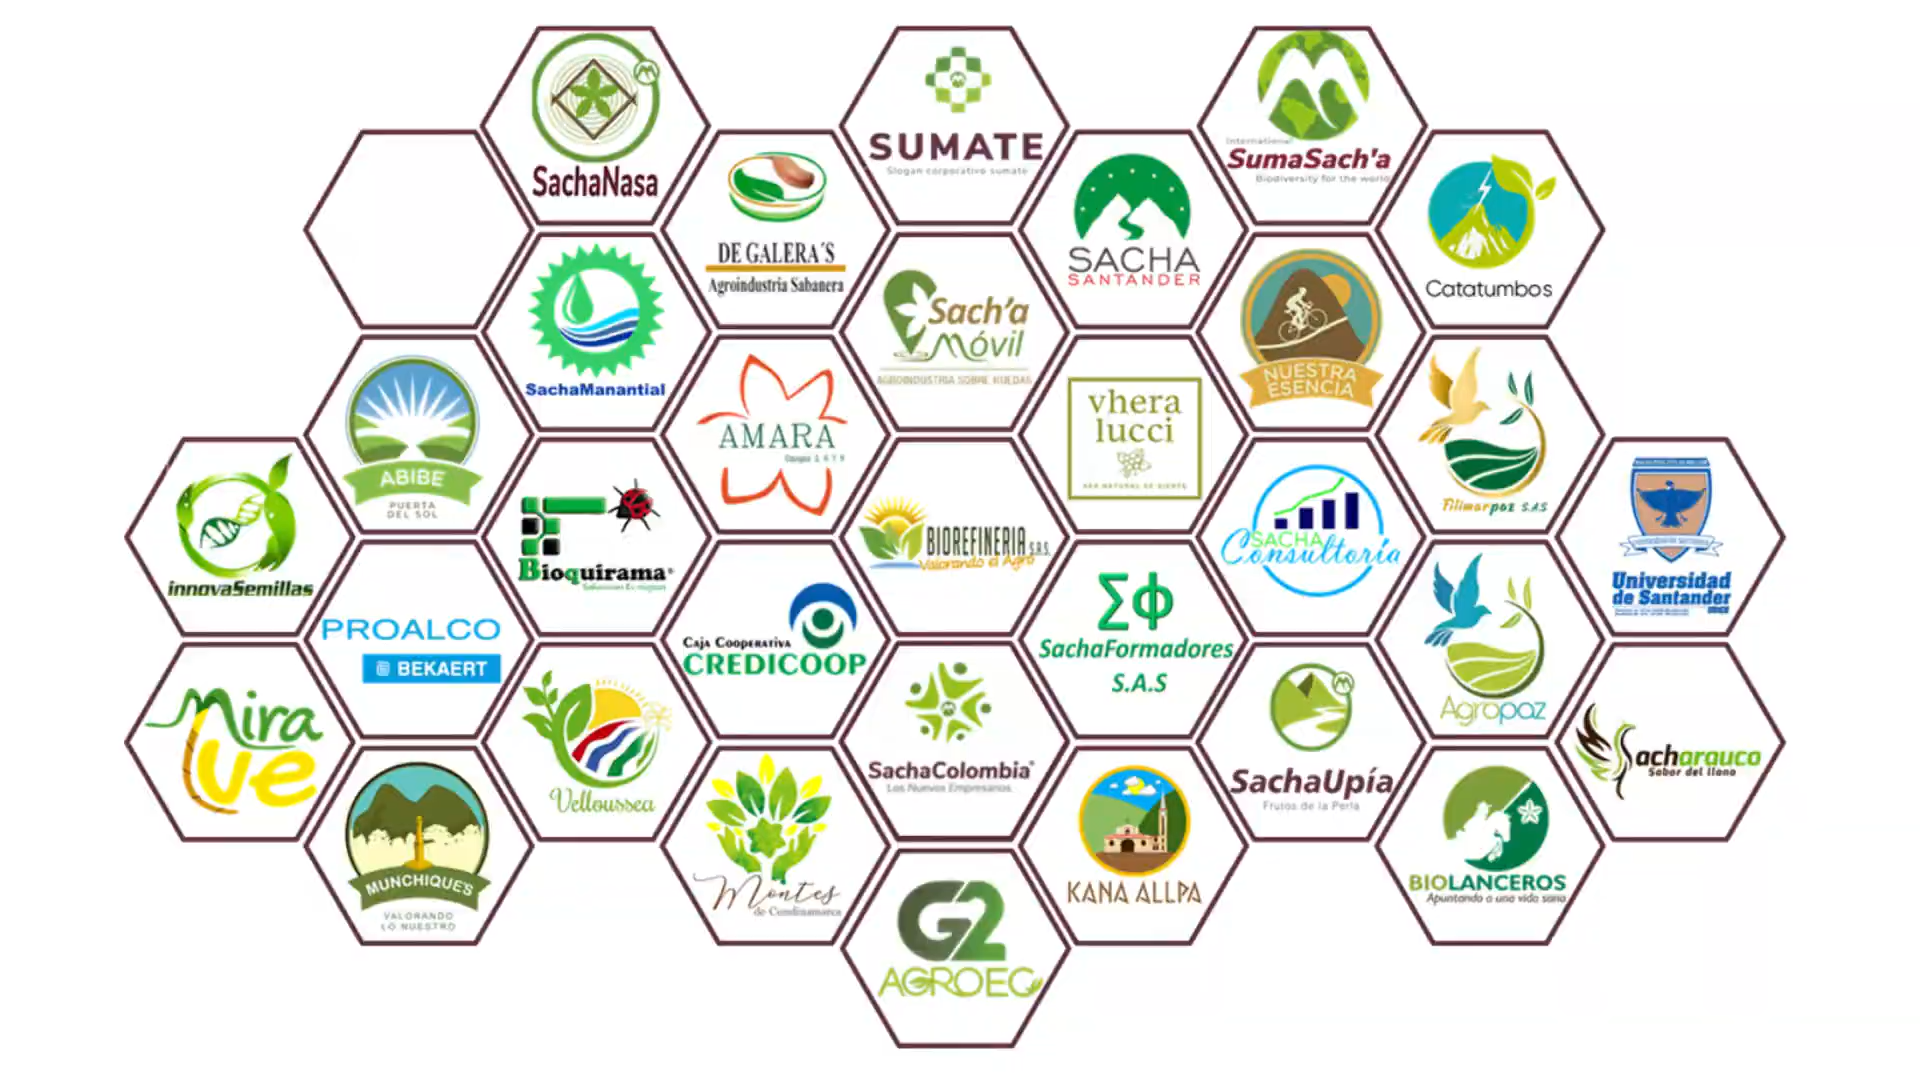 SachaNasa
SUMATE
Slogan corporativo sumate
International
SumaSach'a
Biodiversity for the world
DE GALERA´S
Agroindustria Sabanera
SACHA
SANTANDER
Catatumbos
SachaManantial
Sach'a
Móvil
AGROINDUSTRIA SOBRE RUEDAS
NUESTRA
ESENCIA
ABIBE
PUERTA
DEL SOL
AMARA
vhera
lucci
Filimarpaz S.A.S
innovaSemillas
Bioquirama
BIOREFINERIA S.A.S.
Valorando el Agro
SACHA
Consultoría
Universidad
de Santander
UDES
PROALCO
BEKAERT
Caja Cooperativa
CREDICOOP
ΣΦ
SachaFormadores
S.A.S
Agropaz
Mira
Ve
Velloussea
SachaColombia
Los Nuevos Empresarios
SachaUpía
Frutos de la Perla
Sacharauca
Sabor del llano
MUNCHIQUE'S
VALORANDO
LO NUESTRO
Montes
de Cundinamarca
KANA ALLPA
BIOLANCEROS
Apuntando a una vida sana
G2
AGROEC